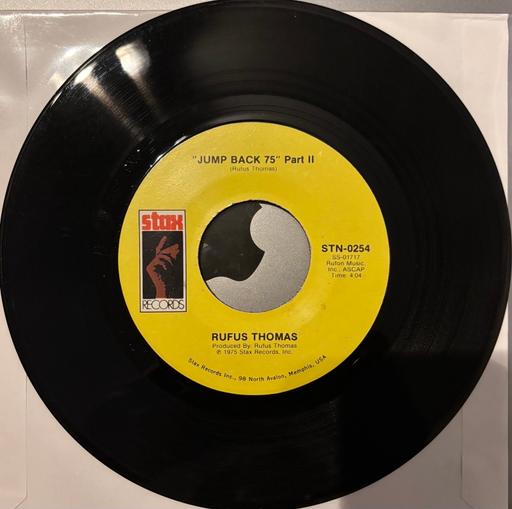 "JUMP BACK 75" Part II
(Rufus Thomas)
stax
RECORDS
STN-0254
SS-01717
Rufon Music,
Inc., ASCAP
Time: 4:04
RUFUS THOMAS
Produced By: Rufus Thomas
℗ 1975 Stax Records, Inc.
Stax Records Inc., 98 North Avalon, Memphis, USA